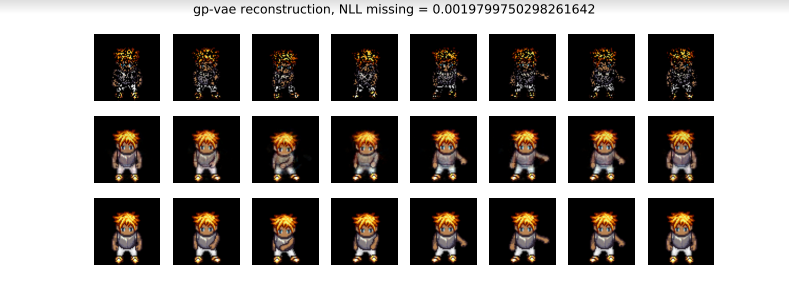 gp-vae reconstruction, NLL missing = 0.0019799750298261642